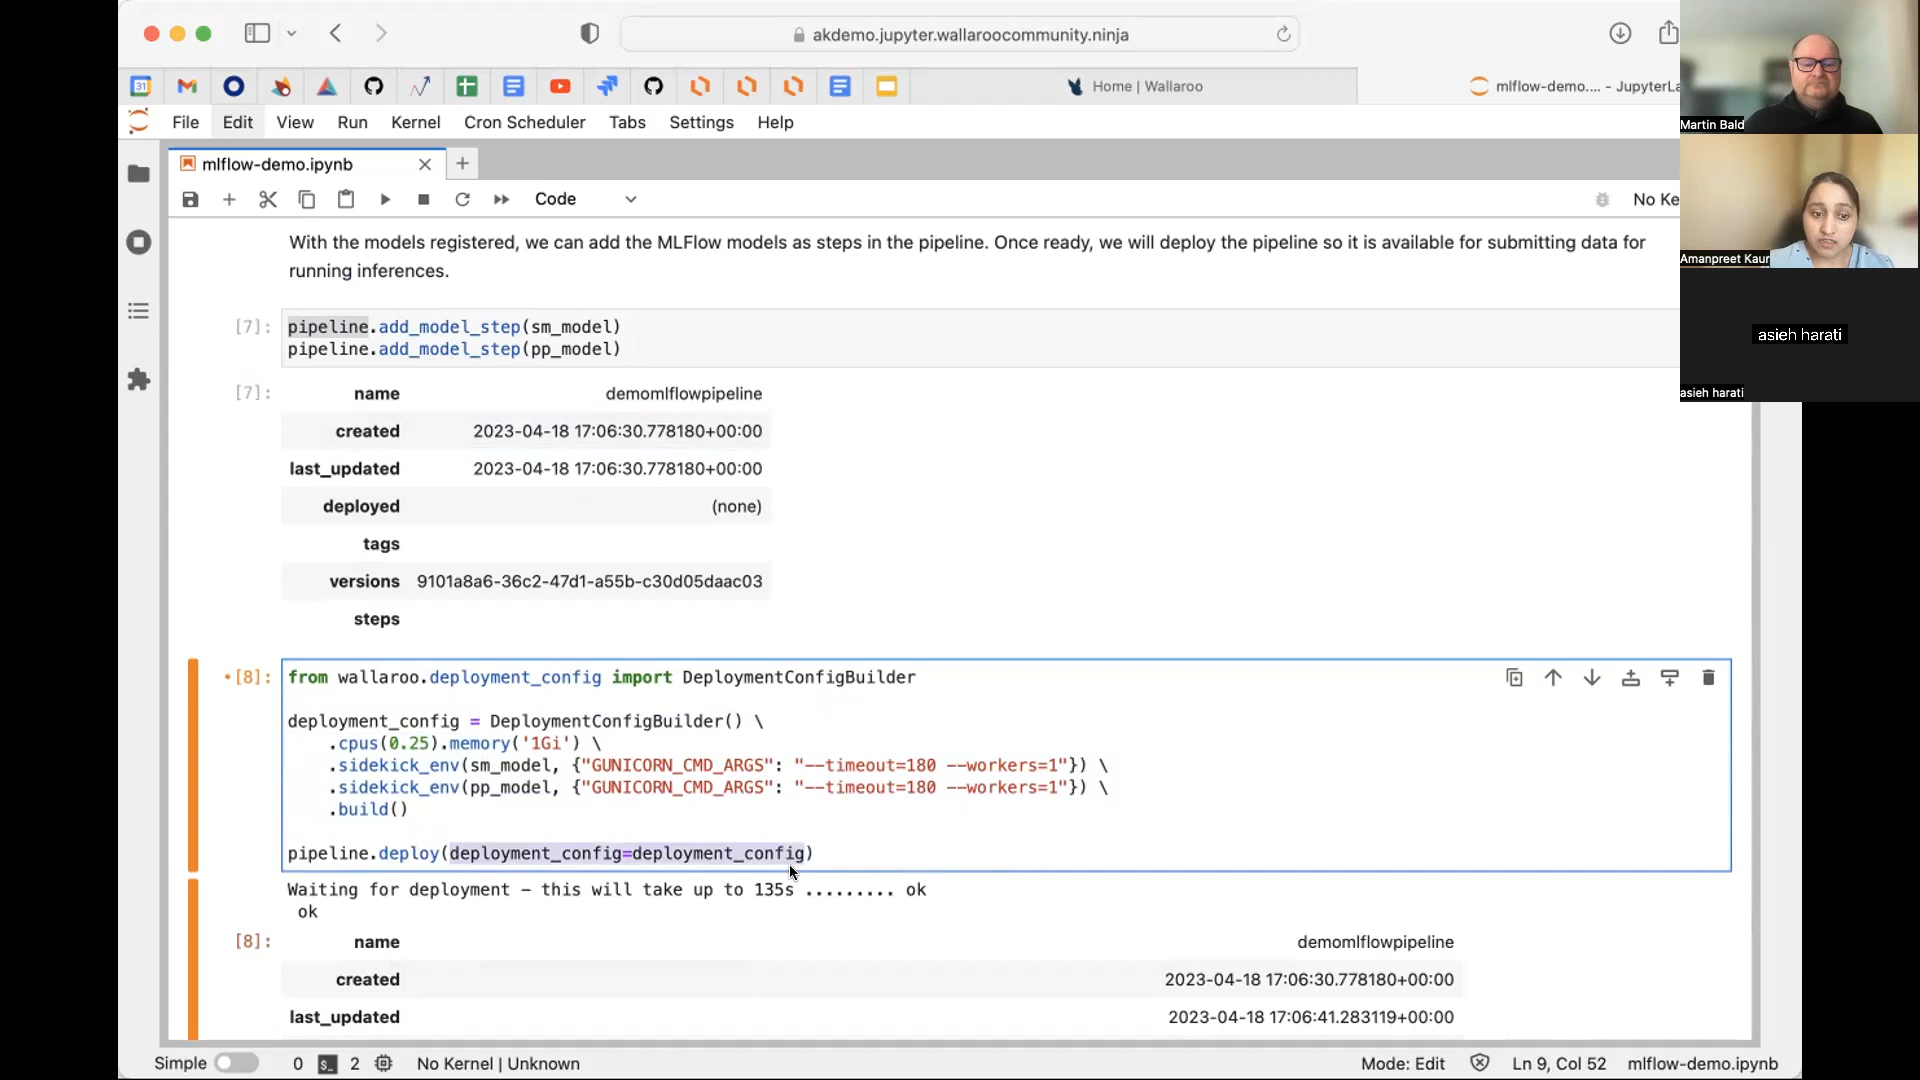 akdemo.jupyter.wallaroocommunity.ninja
31
Home | Wallaroo
mlflow-demo.... - JupyterLa
File Edit View Run Kernel Cron Scheduler Tabs Settings Help
mlflow-demo.ipynb
Code
No Ke
With the models registered, we can add the MLFlow models as steps in the pipeline. Once ready, we will deploy the pipeline so it is available for submitting data for
running inferences.
[7]: pipeline.add_model_step(sm_model)
pipeline.add_model_step(pp_model)
[7]: name demomlflowpipeline
created 2023-04-18 17:06:30.778180+00:00
last_updated 2023-04-18 17:06:30.778180+00:00
deployed (none)
tags
versions 9101a8a6-36c2-47d1-a55b-c30d05daac03
steps
•[8]: from wallaroo.deployment_config import DeploymentConfigBuilder
deployment_config = DeploymentConfigBuilder() \
.cpus(0.25).memory('1Gi') \
.sidekick_env(sm_model, {"GUNICORN_CMD_ARGS": "--timeout=180 --workers=1"}) \
.sidekick_env(pp_model, {"GUNICORN_CMD_ARGS": "--timeout=180 --workers=1"}) \
.build()
pipeline.deploy(deployment_config=deployment_config)
Waiting for deployment – this will take up to 135s ......... ok
ok
[8]: name demomlflowpipeline
created 2023-04-18 17:06:30.778180+00:00
last_updated 2023-04-18 17:06:41.283119+00:00
Simple 0 $_ 2 No Kernel | Unknown Mode: Edit Ln 9, Col 52 mlflow-demo.ipynb
Martin Bald
Amanpreet Kaur
asieh harati
asieh harati